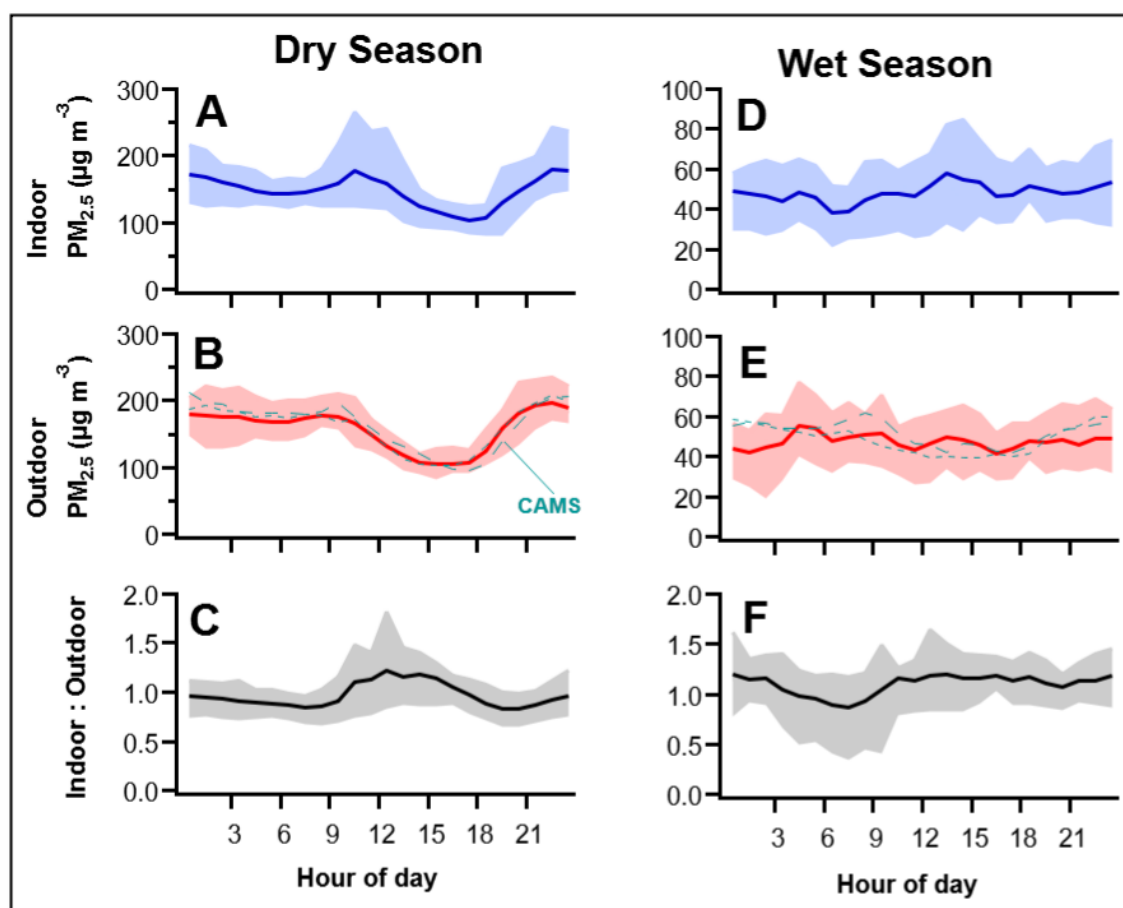 Dry Season
Wet Season
Indoor
PM2.5 (µg m-3)
300
200
100
0
A
100
80
60
40
20
0
D
Outdoor
PM2.5 (µg m-3)
300
200
100
0
B
CAMS
100
80
60
40
20
0
E
Indoor : Outdoor
2.0
1.5
1.0
0.5
0.0
C
3 6 9 12 15 18 21
Hour of day
2.0
1.5
1.0
0.5
0.0
F
3 6 9 12 15 18 21
Hour of day